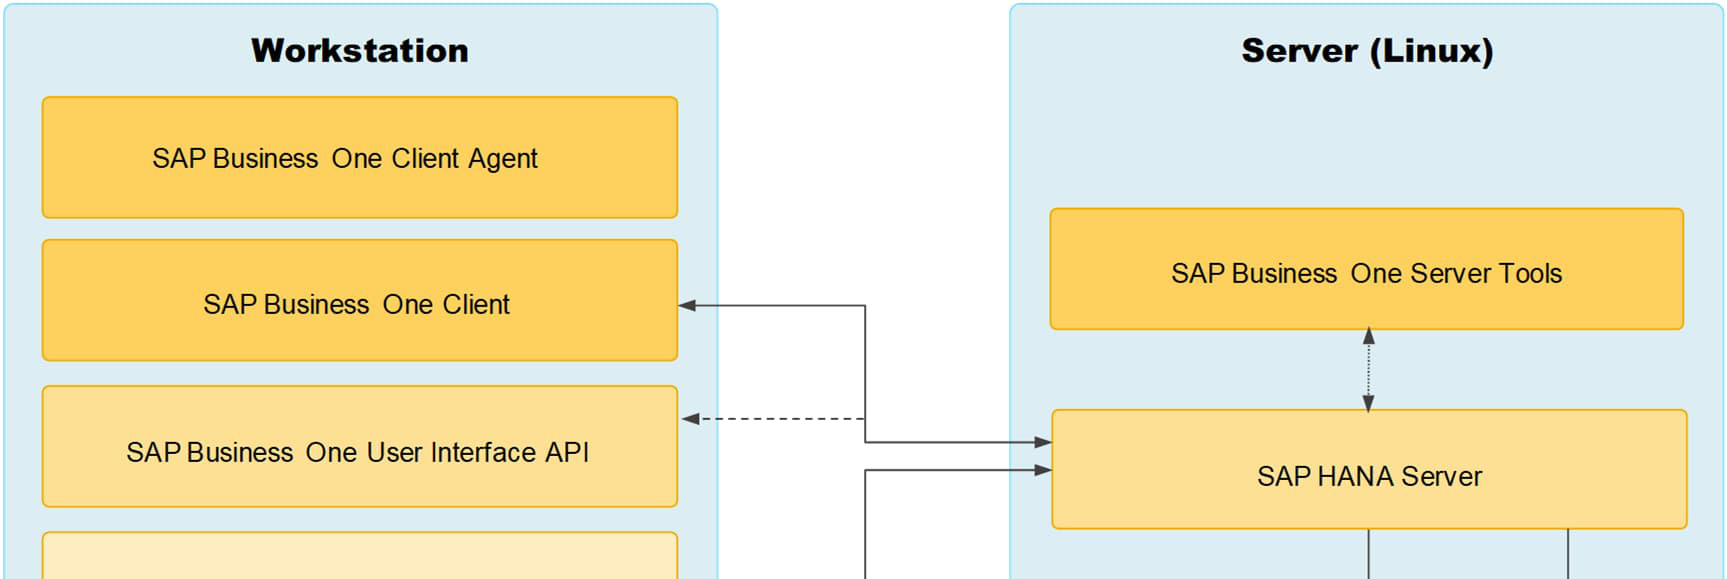 Workstation
Server (Linux)
SAP Business One Client Agent
SAP Business One Client
SAP Business One User Interface API
SAP Business One Server Tools
SAP HANA Server